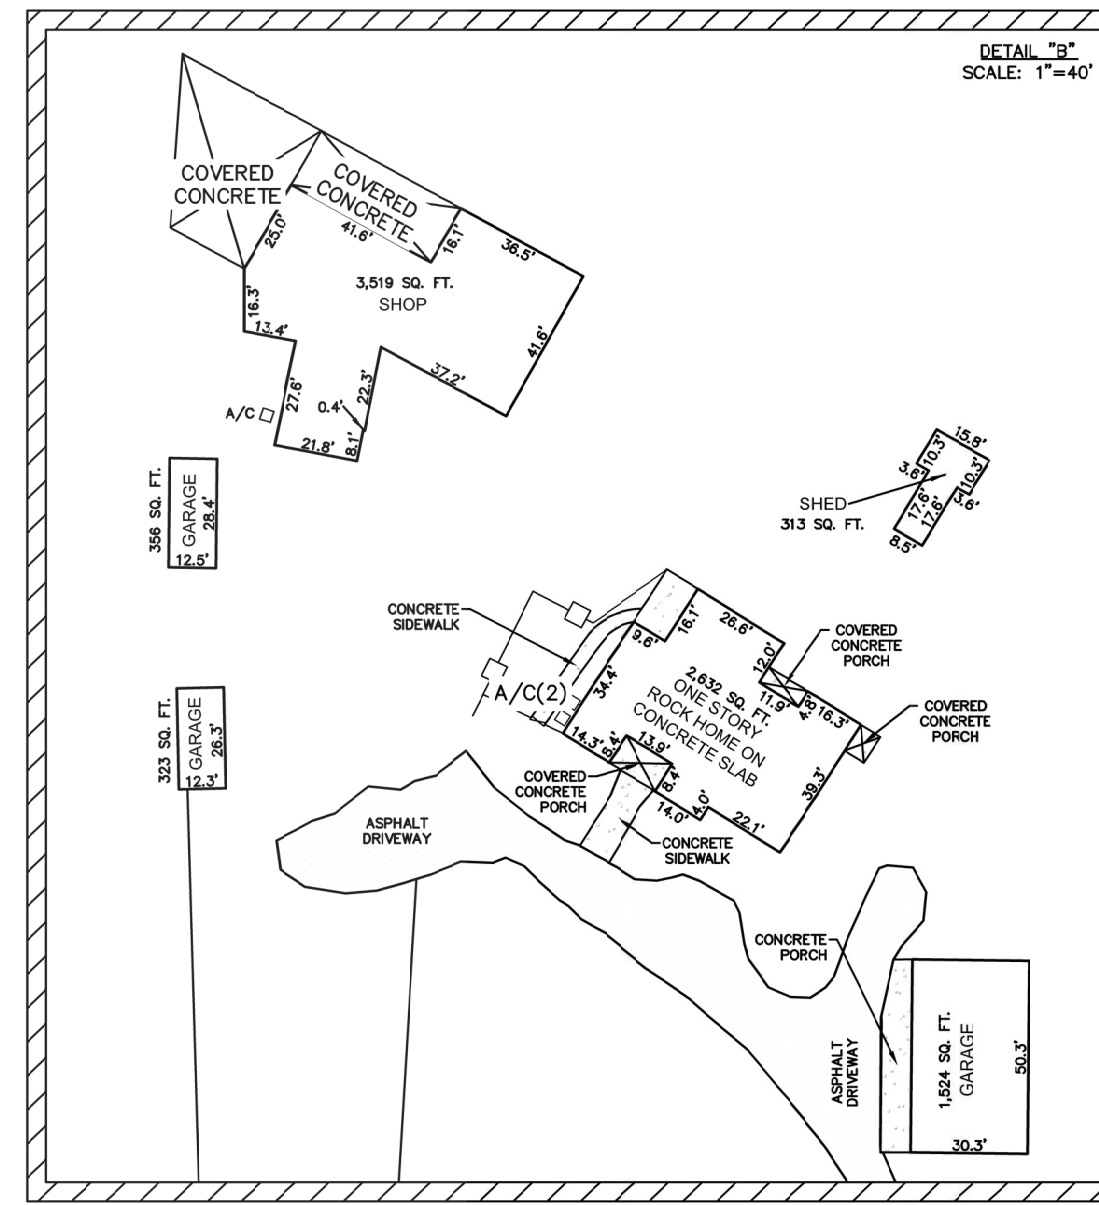 DETAIL "B"
SCALE: 1"=40'
COVERED
CONCRETE
COVERED
CONCRETE
25.0'
41.6'
16.1'
36.5'
3,519 SQ. FT.
SHOP
16.3'
13.4'
41.6'
37.2'
27.6'
22.3'
0.4'
A/C
21.8'
8.1'
356 SQ. FT.
GARAGE
28.4'
12.5'
15.8'
10.3'
3.6'
10.3'
3.6'
17.6'
17.6'
8.5'
SHED
313 SQ. FT.
CONCRETE
SIDEWALK
9.6'
16.1'
26.6'
12.0'
COVERED
CONCRETE
PORCH
11.9'
4.8'
16.3'
COVERED
CONCRETE
PORCH
34.4'
A/C(2)
2,632 SQ. FT.
ONE STORY
ROCK HOME ON
CONCRETE SLAB
14.3'
8.4'
13.9'
8.4'
39.3'
COVERED
CONCRETE
PORCH
14.0'
4.0'
22.1'
CONCRETE
SIDEWALK
323 SQ. FT.
GARAGE
26.3'
12.3'
ASPHALT
DRIVEWAY
CONCRETE
PORCH
ASPHALT
DRIVEWAY
1,524 SQ. FT.
GARAGE
50.3'
30.3'